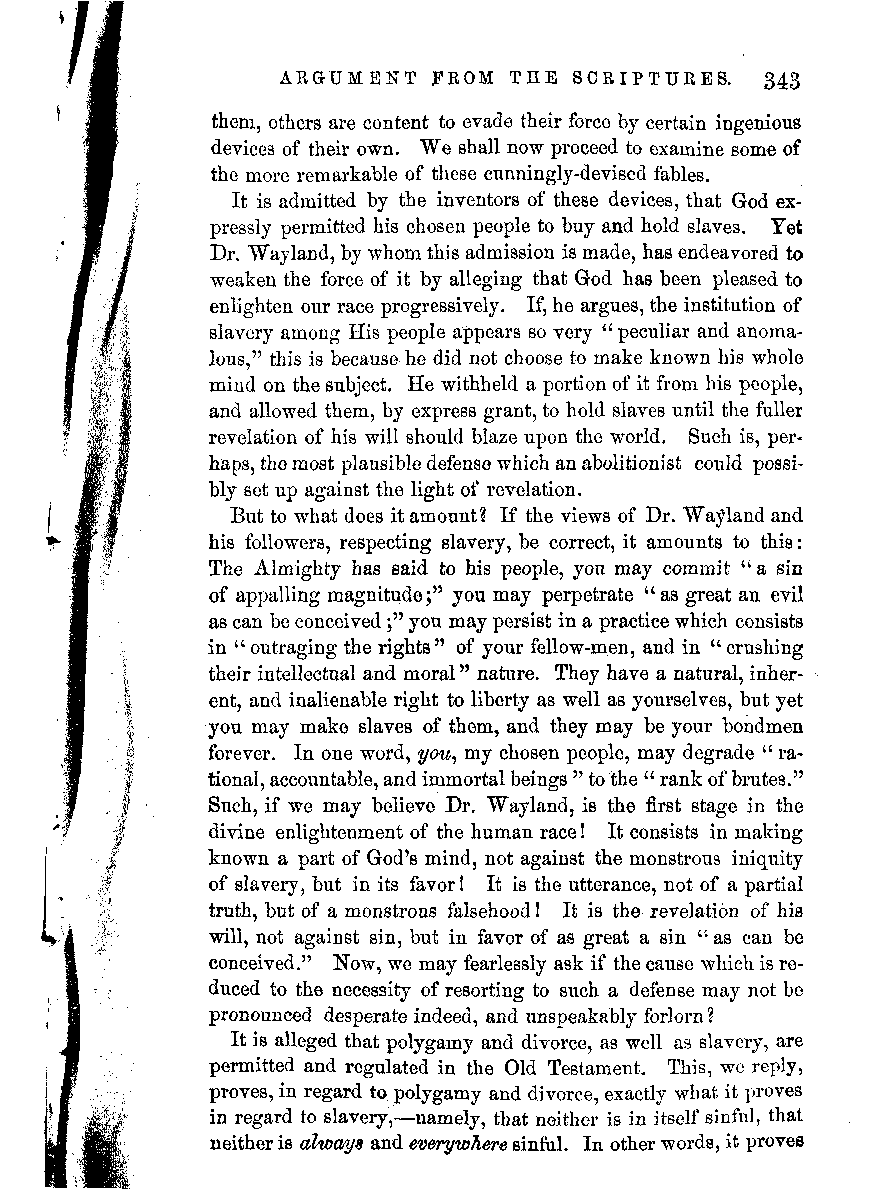 ARGUMENT FROM THE SCRIPTURES. 343
them, others are content to evade their force by certain ingenious
devices of their own. We shall now proceed to examine some of
the more remarkable of these cunningly-devised fables.
It is admitted by the inventors of these devices, that God ex-
pressly permitted his chosen people to buy and hold slaves. Yet
Dr. Wayland, by whom this admission is made, has endeavored to
weaken the force of it by alleging that God has been pleased to
enlighten our race progressively. If, he argues, the institution of
slavery among His people appears so very “peculiar and anoma-
lous,” this is because he did not choose to make known his whole
mind on the subject. He withheld a portion of it from his people,
and allowed them, by express grant, to hold slaves until the fuller
revelation of his will should blaze upon the world. Such is, per-
haps, the most plausible defense which an abolitionist could possi-
bly set up against the light of revelation.
But to what does it amount? If the views of Dr. Wayland and
his followers, respecting slavery, be correct, it amounts to this:
The Almighty has said to his people, you may commit “a sin
of appalling magnitude;” you may perpetrate “as great an evil
as can be conceived;” you may persist in a practice which consists
in “outraging the rights” of your fellow-men, and in “crushing
their intellectual and moral” nature. They have a natural, inher-
ent, and inalienable right to liberty as well as yourselves, but yet
you may make slaves of them, and they may be your bondmen
forever. In one word, you, my chosen people, may degrade “ra-
tional, accountable, and immortal beings” to the “rank of brutes.”
Such, if we may believe Dr. Wayland, is the first stage in the
divine enlightenment of the human race! It consists in making
known a part of God's mind, not against the monstrous iniquity
of slavery, but in its favor! It is the utterance, not of a partial
truth, but of a monstrous falsehood! It is the revelation of his
will, not against sin, but in favor of as great a sin “as can be
conceived.” Now, we may fearlessly ask if the cause which is re-
duced to the necessity of resorting to such a defense may not be
pronounced desperate indeed, and unspeakably forlorn?
It is alleged that polygamy and divorce, as well as slavery, are
permitted and regulated in the Old Testament. This, we reply,
proves, in regard to polygamy and divorce, exactly what it proves
in regard to slavery,—namely, that neither is in itself sinful, that
neither is always and everywhere sinful. In other words, it proves